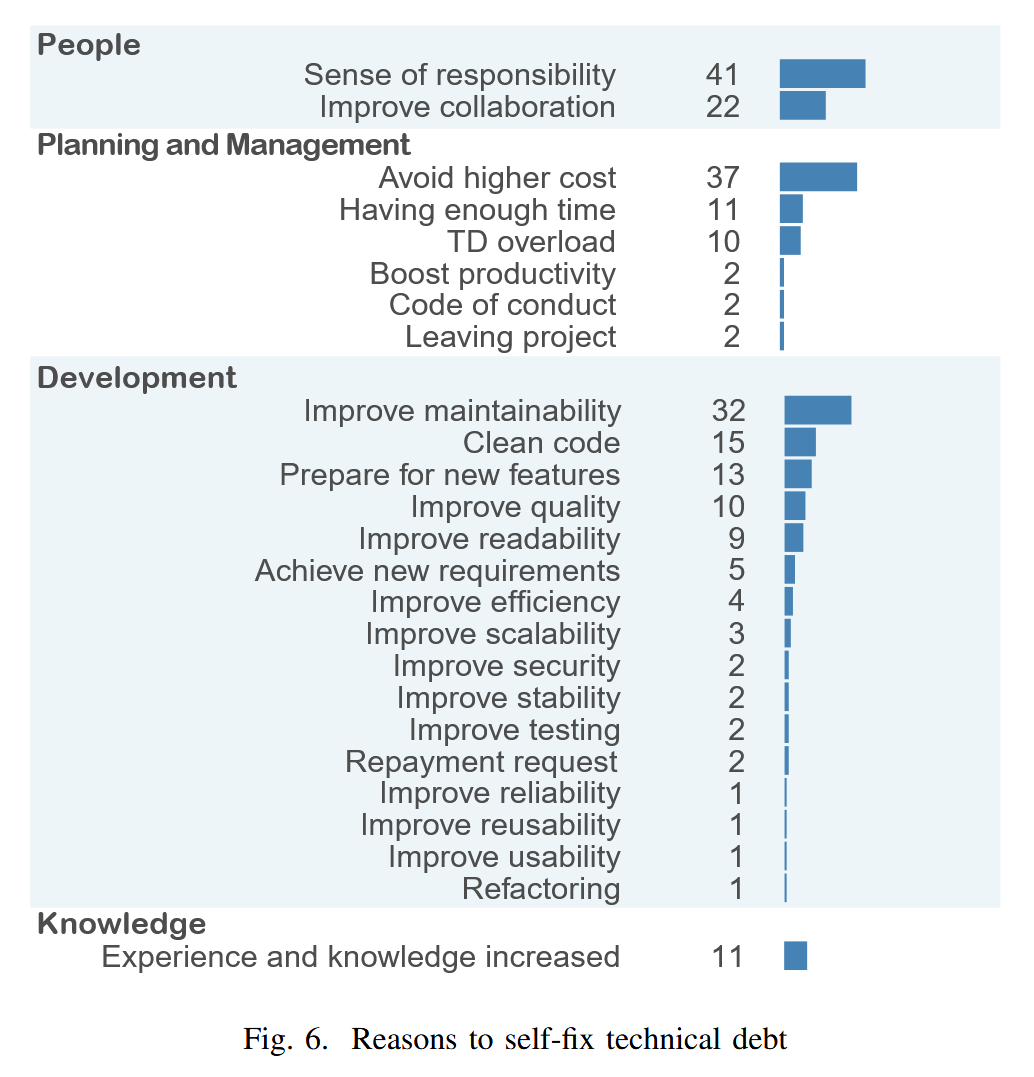 People
Sense of responsibility 41
Improve collaboration 22
Planning and Management
Avoid higher cost 37
Having enough time 11
TD overload 10
Boost productivity 2
Code of conduct 2
Leaving project 2
Development
Improve maintainability 32
Clean code 15
Prepare for new features 13
Improve quality 10
Improve readability 9
Achieve new requirements 5
Improve efficiency 4
Improve scalability 3
Improve security 2
Improve stability 2
Improve testing 2
Repayment request 2
Improve reliability 1
Improve reusability 1
Improve usability 1
Refactoring 1
Knowledge
Experience and knowledge increased 11
Fig. 6. Reasons to self-fix technical debt